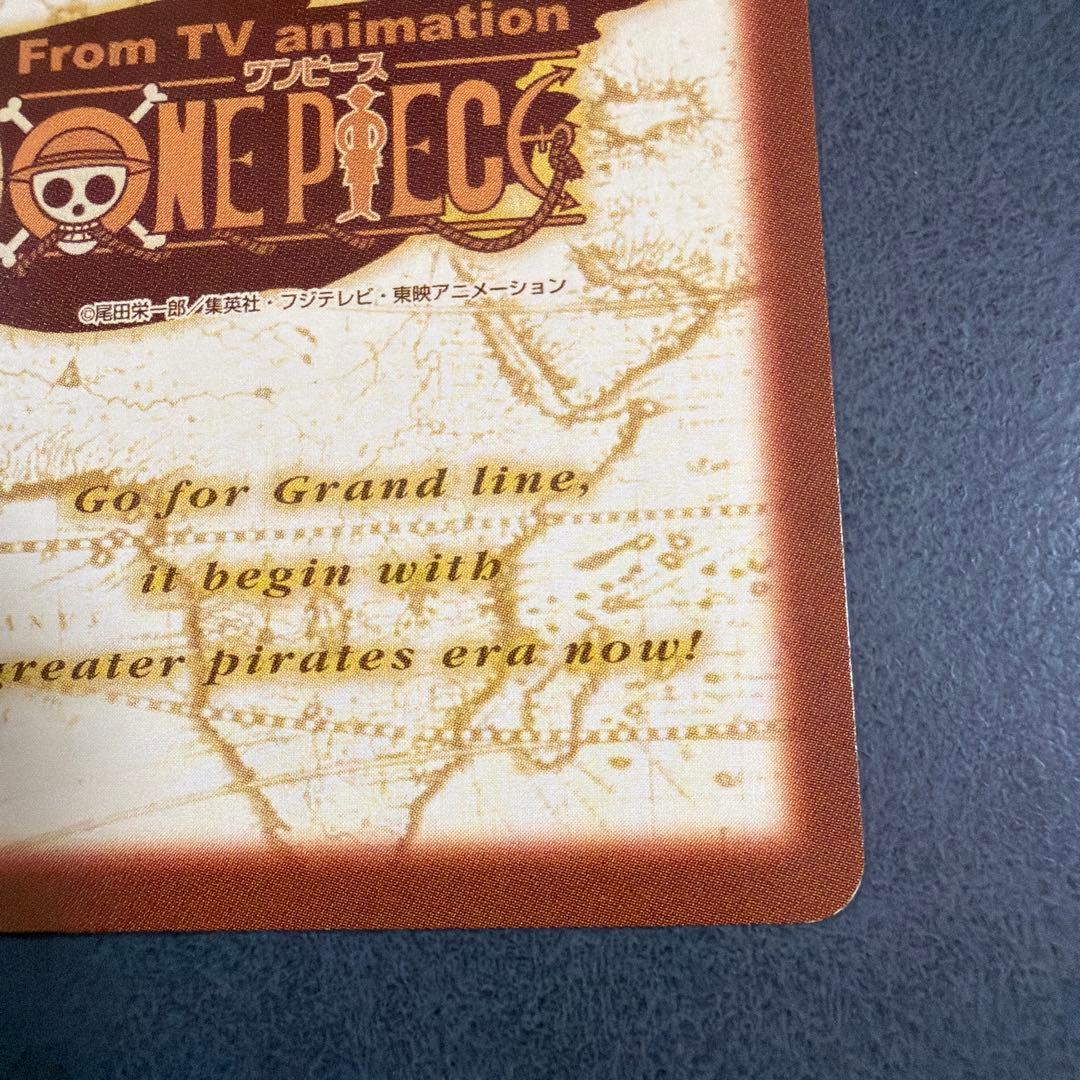 From TV animation
ワンピース
ONE PIECE
©尾田栄一郎／集英社・フジテレビ・東映アニメーション
Go for Grand line,
it begin with
greater pirates era now!